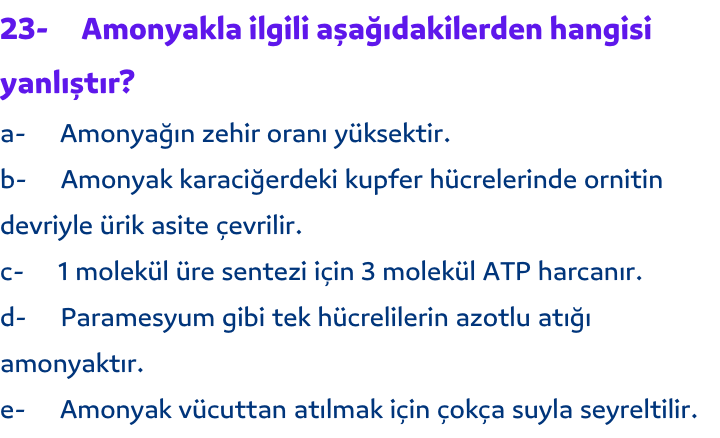 23- Amonyakla ilgili aşağıdakilerden hangisi
yanlıştır?
a- Amonyağın zehir oranı yüksektir.
b- Amonyak karaciğerdeki kupfer hücrelerinde ornitin
devriyle ürik asite çevrilir.
c- 1 molekül üre sentezi için 3 molekül ATP harcanır.
d- Paramesyum gibi tek hücrelilerin azotlu atığı
amonyaktır.
e- Amonyak vücuttan atılmak için çokça suyla seyreltilir.